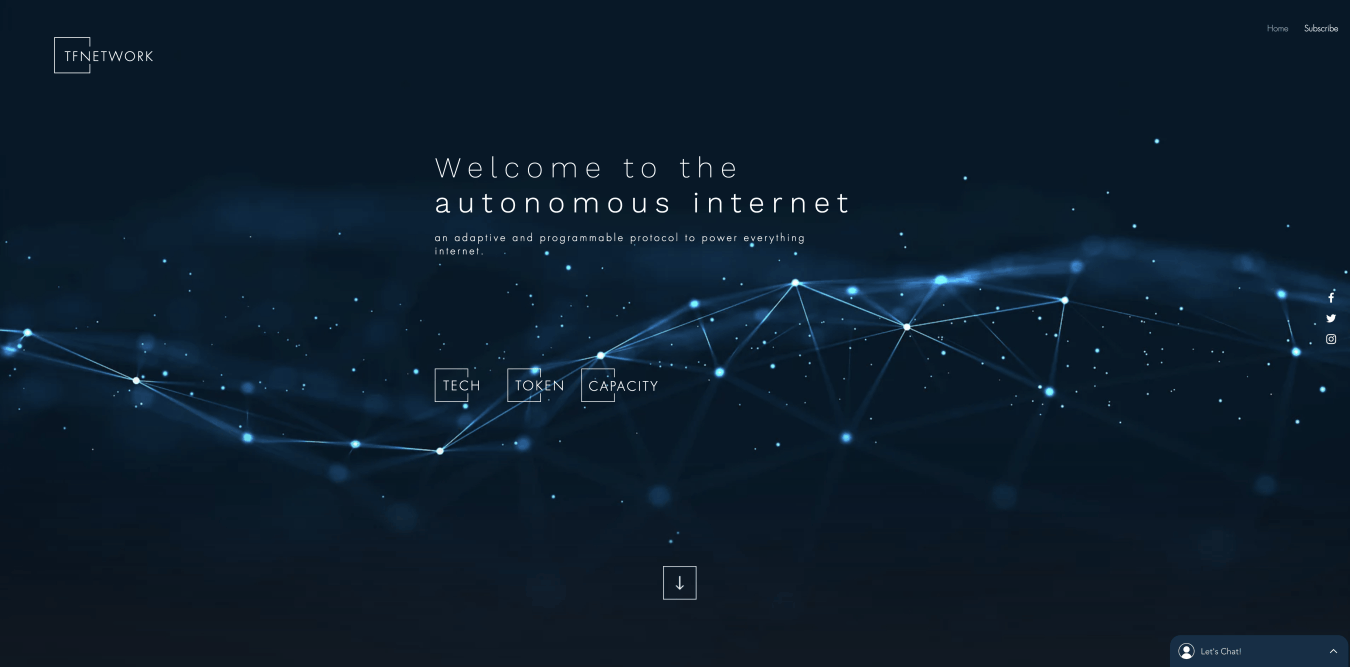 Home Subscribe
TFNETWORK
Welcome to the
autonomous internet
an adaptive and programmable protocol to power everything
internet.
TECH TOKEN CAPACITY
Let's Chat!